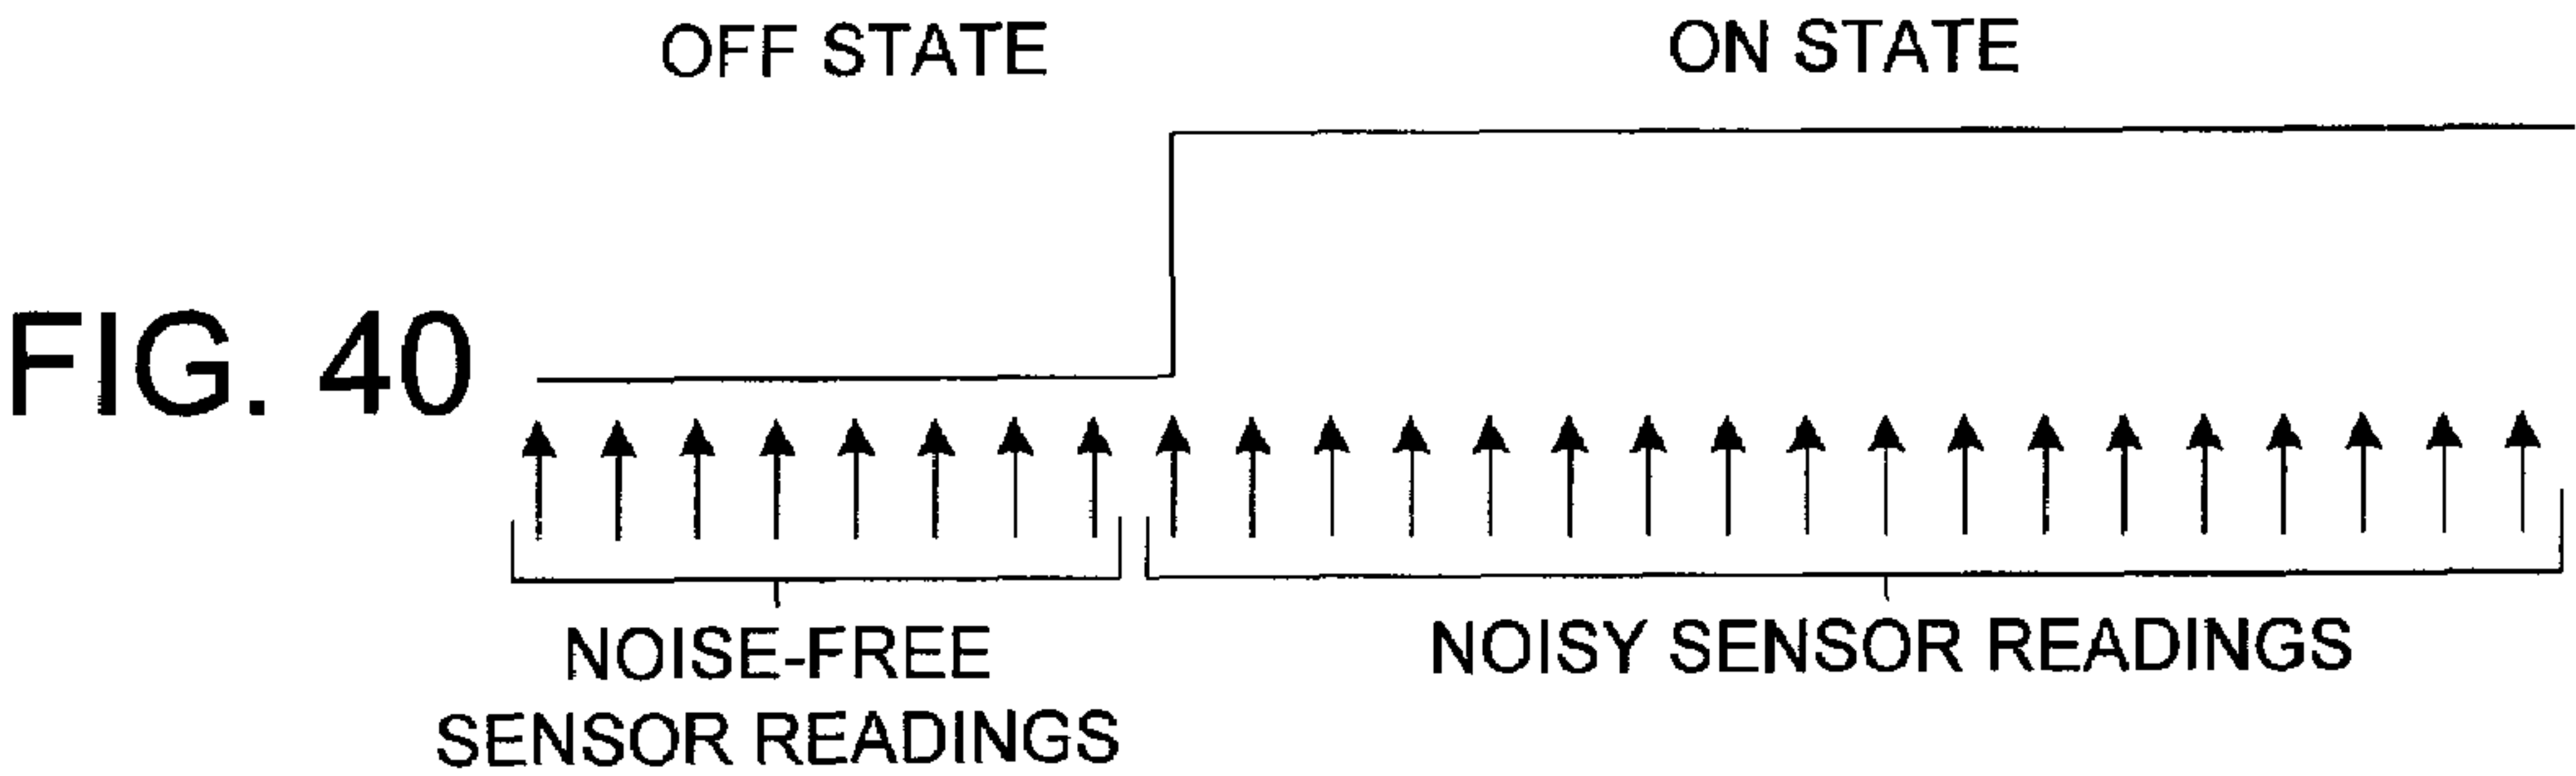 OFF STATE
ON STATE
FIG. 40
NOISE-FREE
SENSOR READINGS
NOISY SENSOR READINGS